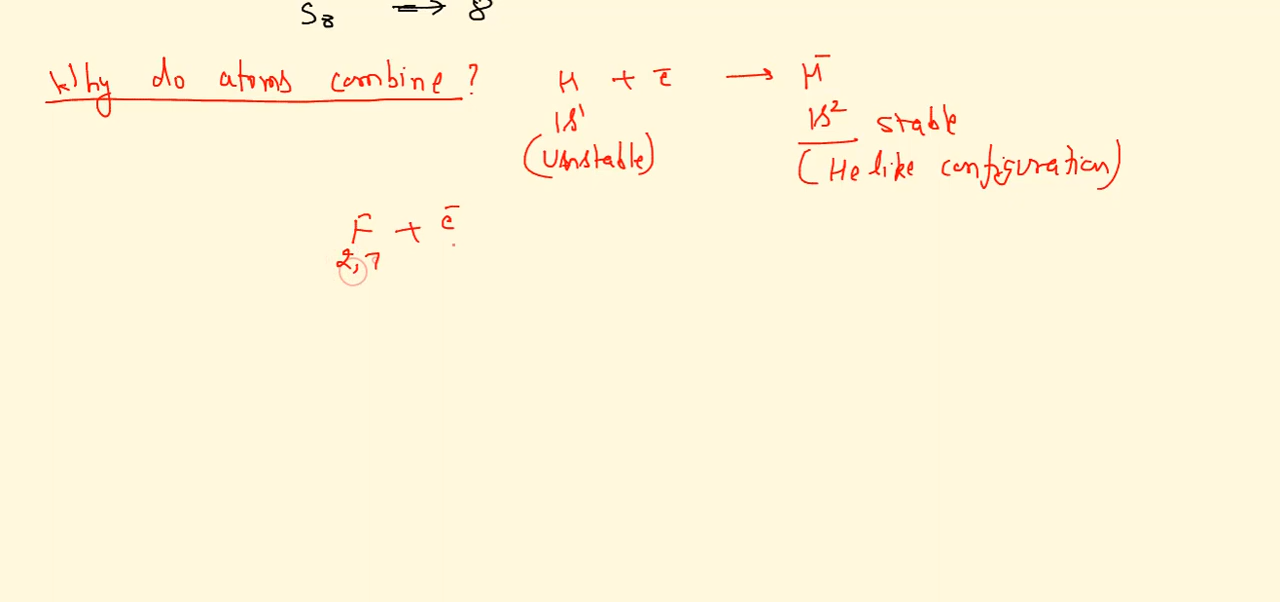 S₈ ⟹ 8
Why do atoms combine? H + ē → H⁻
1s¹ 1s² stable
(Unstable) (He like configuration)
F + ē
2,7